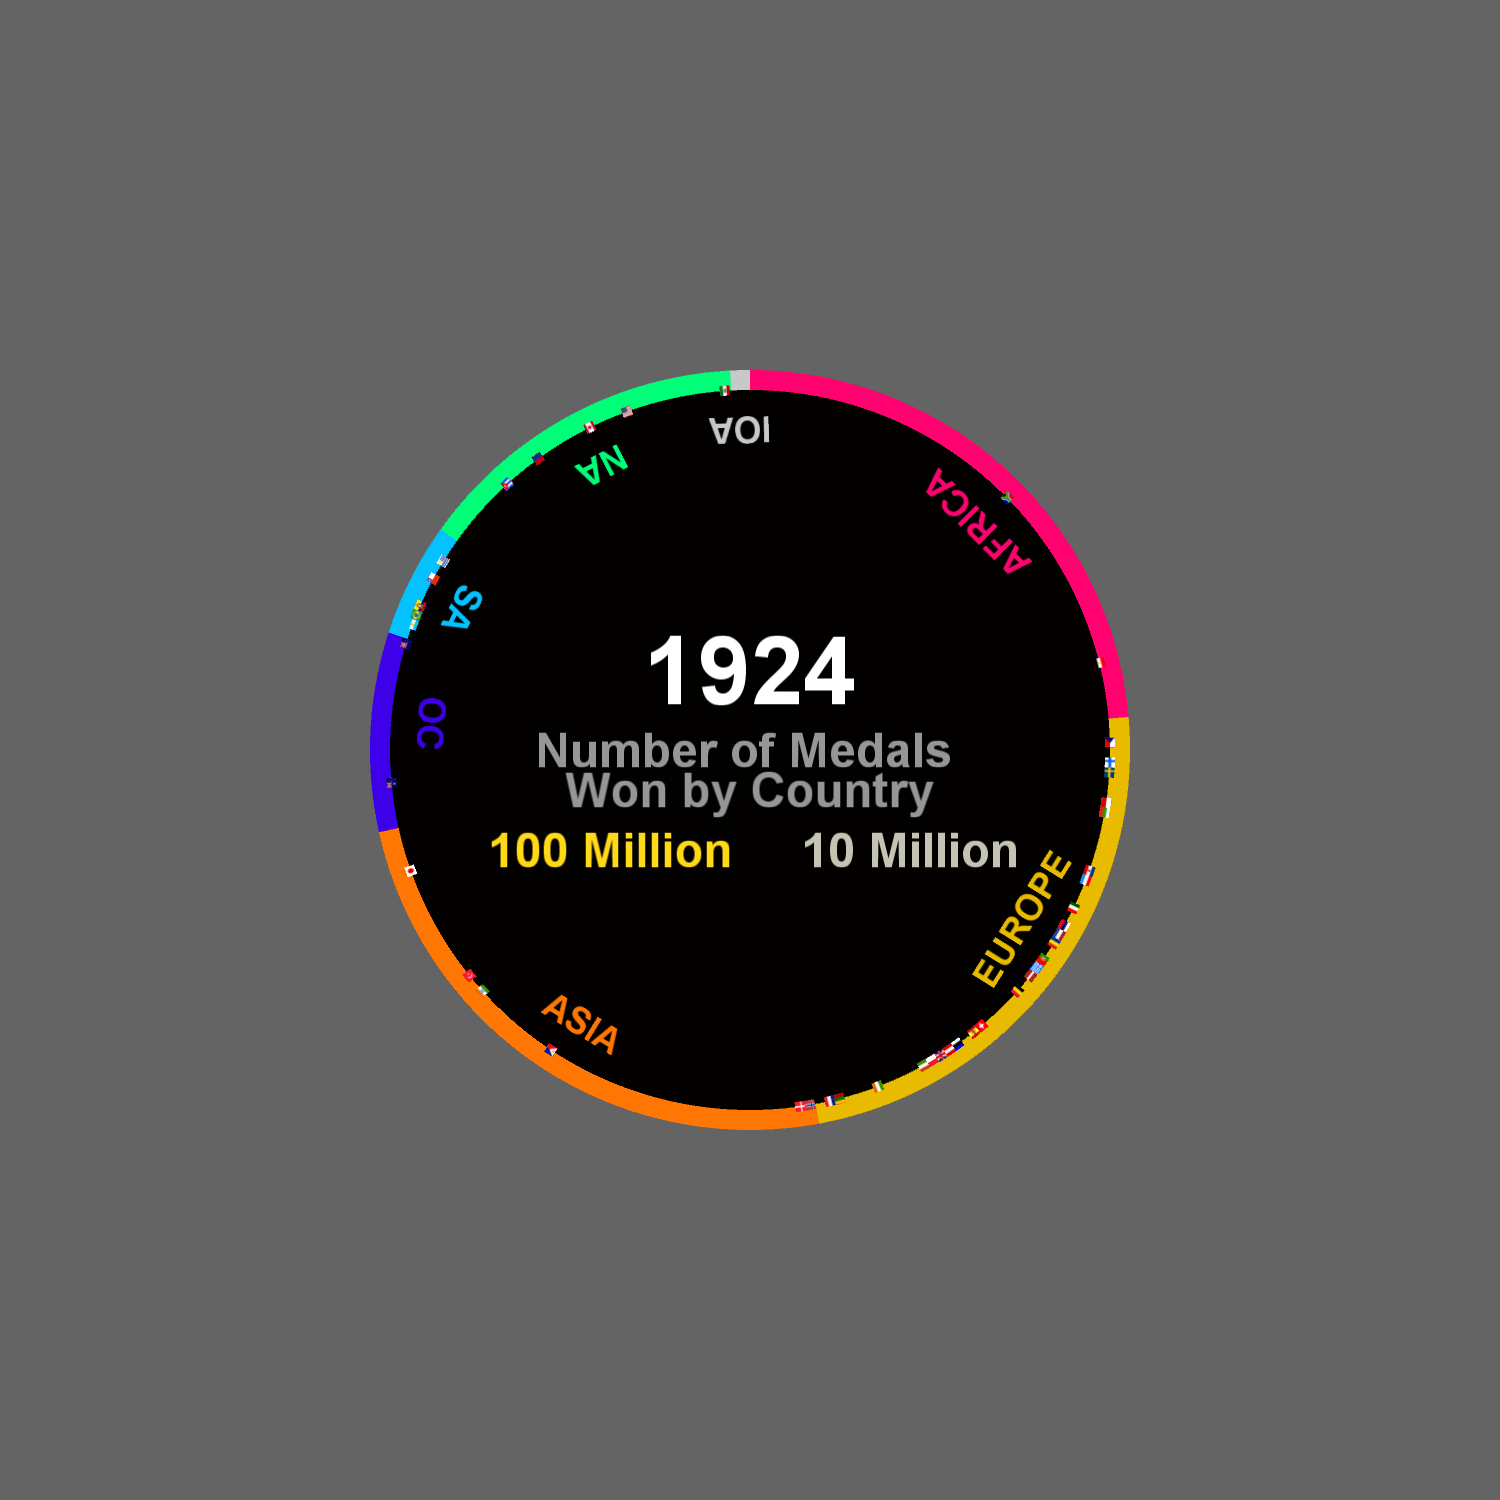 IOA
NA
AFRICA
SA
OC
1924
Number of Medals
Won by Country
100 Million 10 Million
EUROPE
ASIA